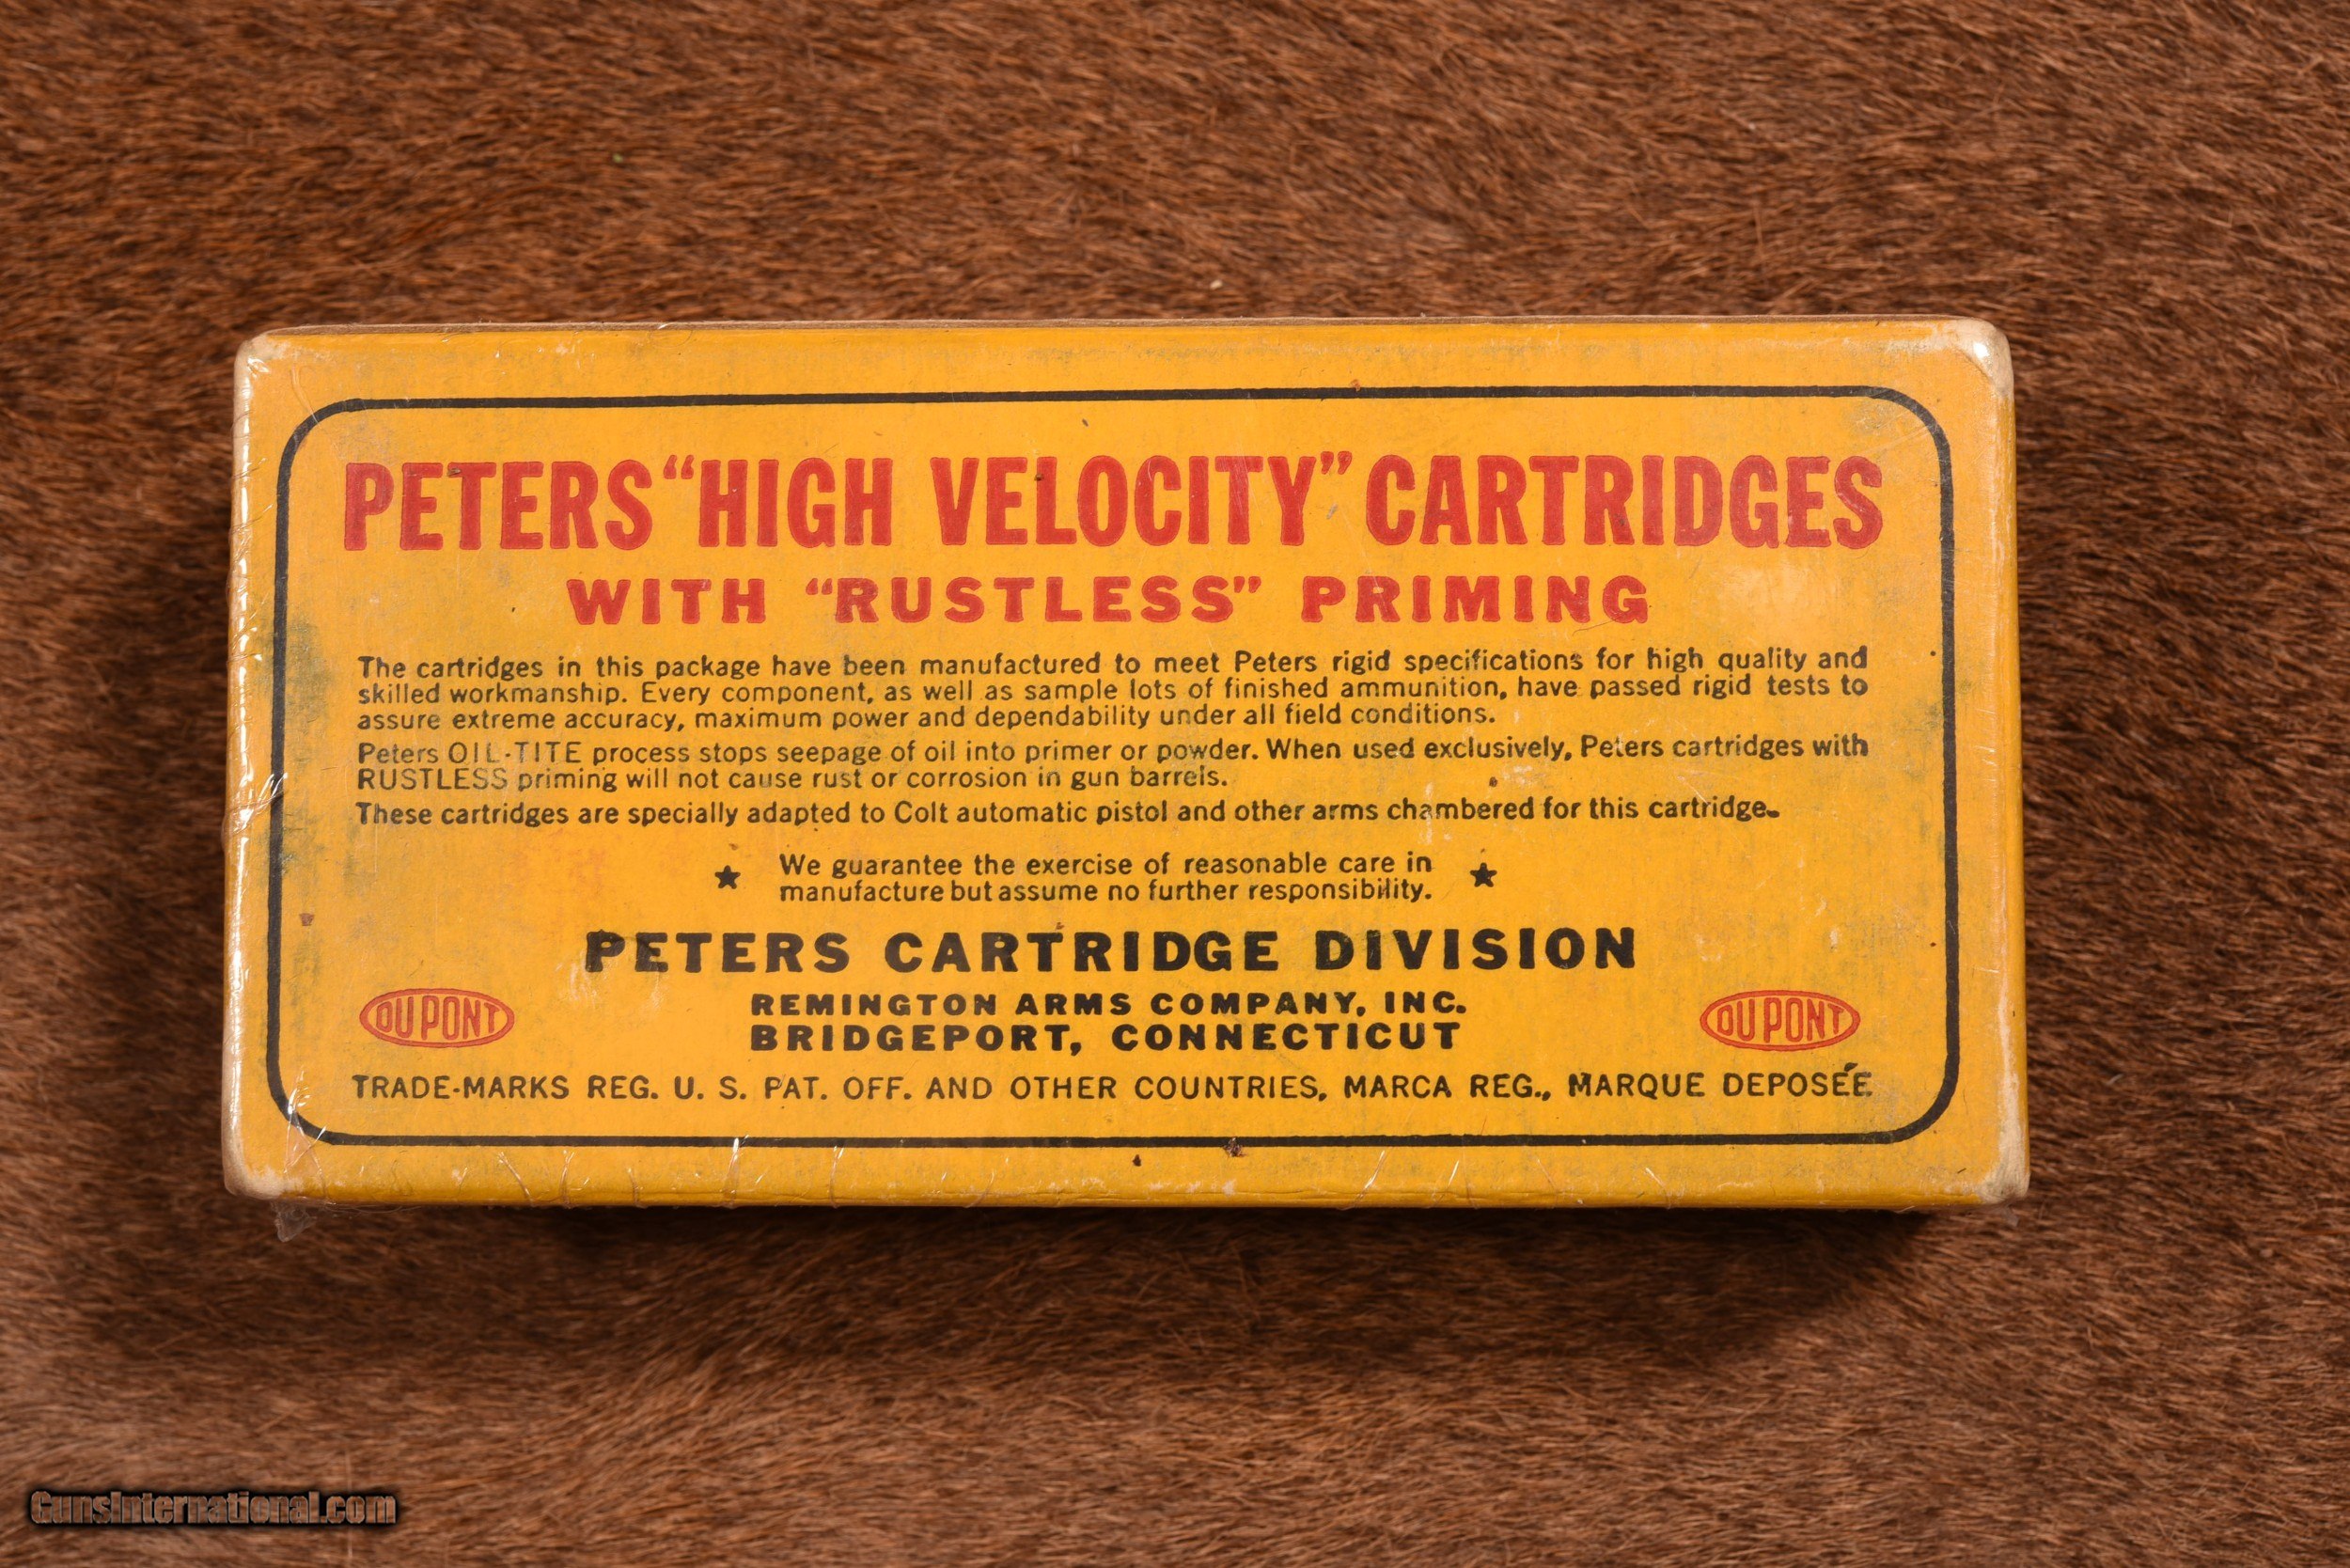 PETERS “HIGH VELOCITY” CARTRIDGES
WITH “RUSTLESS” PRIMING
The cartridges in this package have been manufactured to meet Peters rigid specifications for high quality and
skilled workmanship. Every component, as well as sample lots of finished ammunition, have passed rigid tests to
assure extreme accuracy, maximum power and dependability under all field conditions.
Peters OIL-TITE process stops seepage of oil into primer or powder. When used exclusively, Peters cartridges with
RUSTLESS priming will not cause rust or corrosion in gun barrels.
These cartridges are specially adapted to Colt automatic pistol and other arms chambered for this cartridge.
★ We guarantee the exercise of reasonable care in ★
manufacture but assume no further responsibility.
PETERS CARTRIDGE DIVISION
REMINGTON ARMS COMPANY, INC.
BRIDGEPORT, CONNECTICUT
DU PONT
DU PONT
TRADE-MARKS REG. U. S. PAT. OFF. AND OTHER COUNTRIES, MARCA REG., MARQUE DEPOSÉE
GunsInternational.com